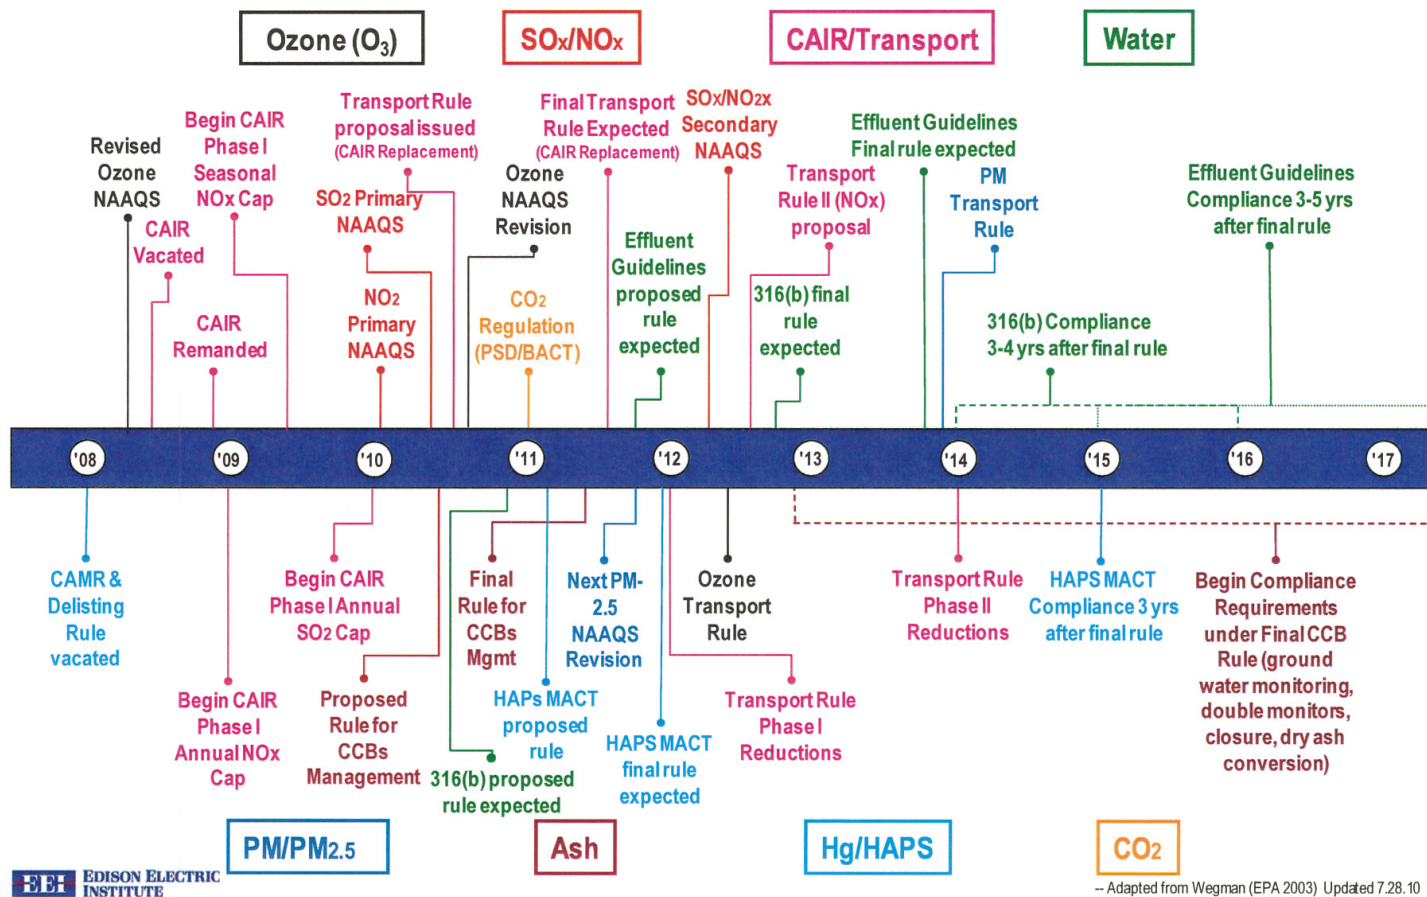 Ozone (O3)
SOx/NOx
CAIR/Transport
Water
Revised
Ozone
NAAQS
CAIR
Vacated
Begin CAIR
Phase I
Seasonal
NOx Cap
CAIR
Remanded
Transport Rule
proposal issued
(CAIR Replacement)
SO2 Primary
NAAQS
NO2
Primary
NAAQS
Ozone
NAAQS
Revision
CO2
Regulation
(PSD/BACT)
Final Transport
Rule Expected
(CAIR Replacement)
Effluent
Guidelines
proposed
rule
expected
SOx/NO2x
Secondary
NAAQS
Transport
Rule II (NOx)
proposal
316(b) final
rule
expected
Effluent Guidelines
Final rule expected
PM
Transport
Rule
316(b) Compliance
3-4 yrs after final rule
Effluent Guidelines
Compliance 3-5 yrs
after final rule
'08
'09
'10
'11
'12
'13
'14
'15
'16
'17
CAMR &
Delisting
Rule
vacated
Begin CAIR
Phase I
Annual NOx
Cap
Begin CAIR
Phase I Annual
SO2 Cap
Proposed
Rule for
CCBs
Management
316(b) proposed
rule expected
Final
Rule for
CCBs
Mgmt
HAPs MACT
proposed
rule
Next PM-
2.5
NAAQS
Revision
HAPS MACT
final rule
expected
Ozone
Transport
Rule
Transport Rule
Phase I
Reductions
Transport Rule
Phase II
Reductions
HAPS MACT
Compliance 3 yrs
after final rule
Begin Compliance
Requirements
under Final CCB
Rule (ground
water monitoring,
double monitors,
closure, dry ash
conversion)
PM/PM2.5
Ash
Hg/HAPS
CO2
EEI
EDISON ELECTRIC
INSTITUTE
-- Adapted from Wegman (EPA 2003) Updated 7.28.10